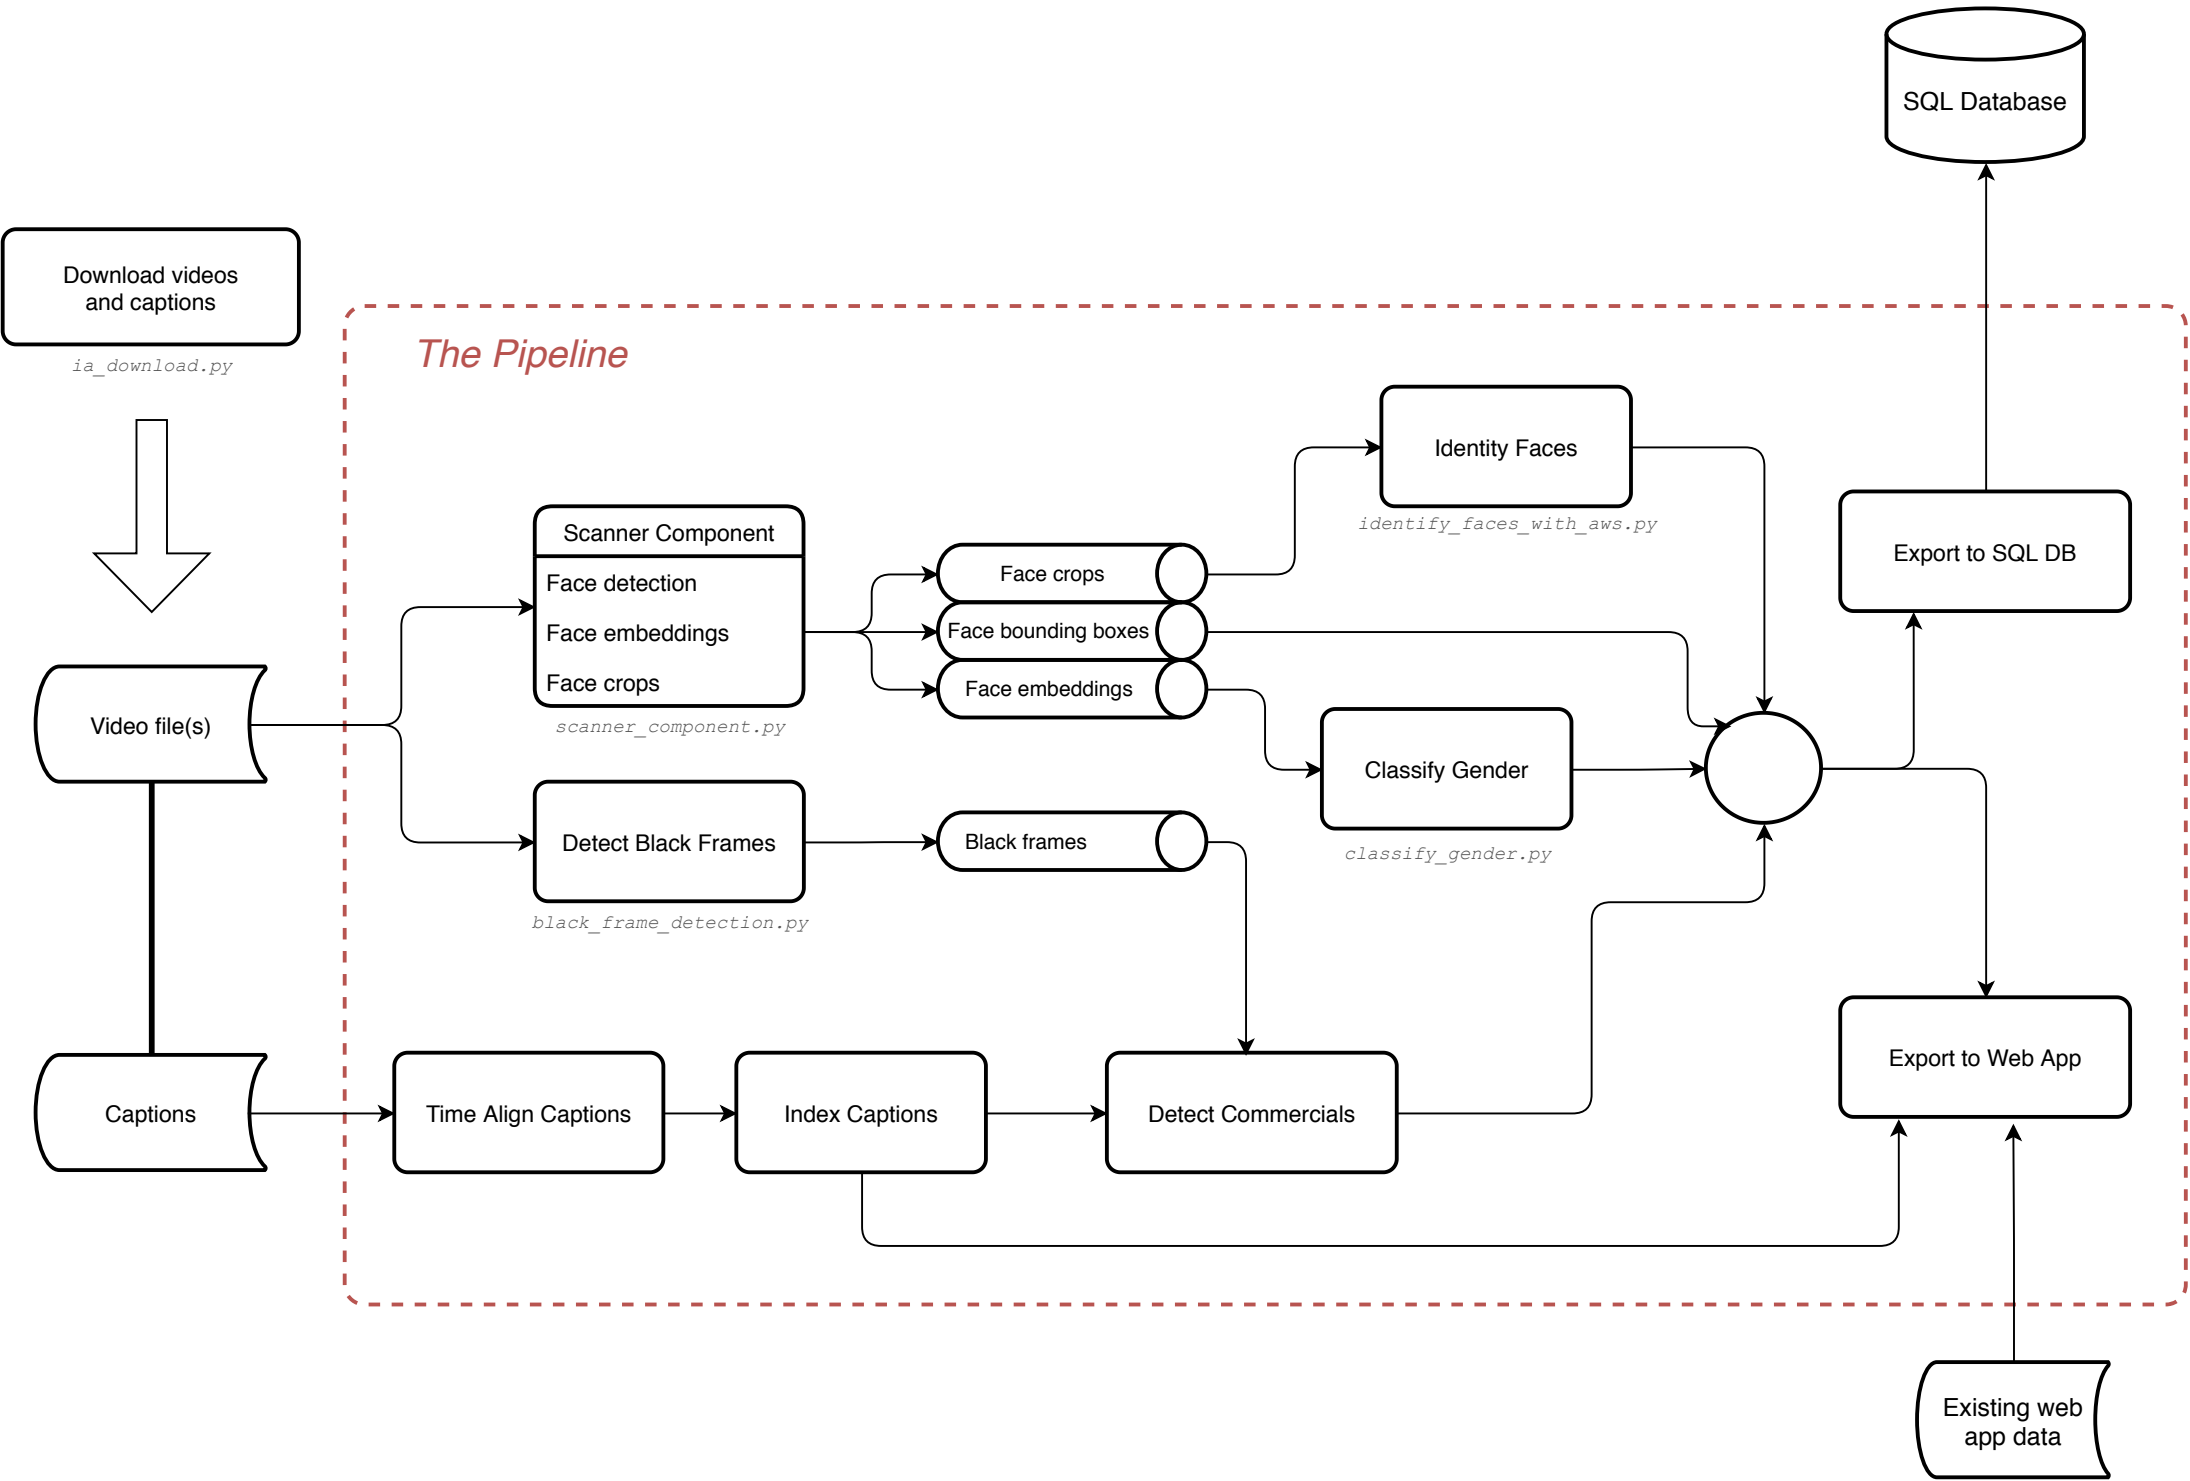 SQL Database
Download videos
and captions
ia_download.py
The Pipeline
Identity Faces
identify_faces_with_aws.py
Scanner Component
Face detection
Face embeddings
Face crops
scanner_component.py
Face crops
Face bounding boxes
Face embeddings
Export to SQL DB
Video file(s)
Classify Gender
classify_gender.py
Detect Black Frames
black_frame_detection.py
Black frames
Captions
Time Align Captions
Index Captions
Detect Commercials
Export to Web App
Existing web
app data